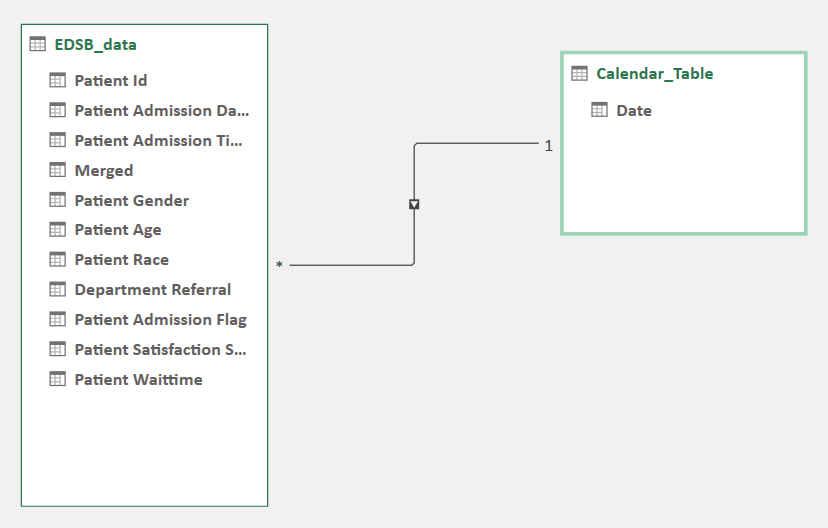 EDSB_data
Patient Id
Patient Admission Da...
Patient Admission Ti...
Merged
Patient Gender
Patient Age
Patient Race
Department Referral
Patient Admission Flag
Patient Satisfaction S...
Patient Waittime
*
1
Calendar_Table
Date